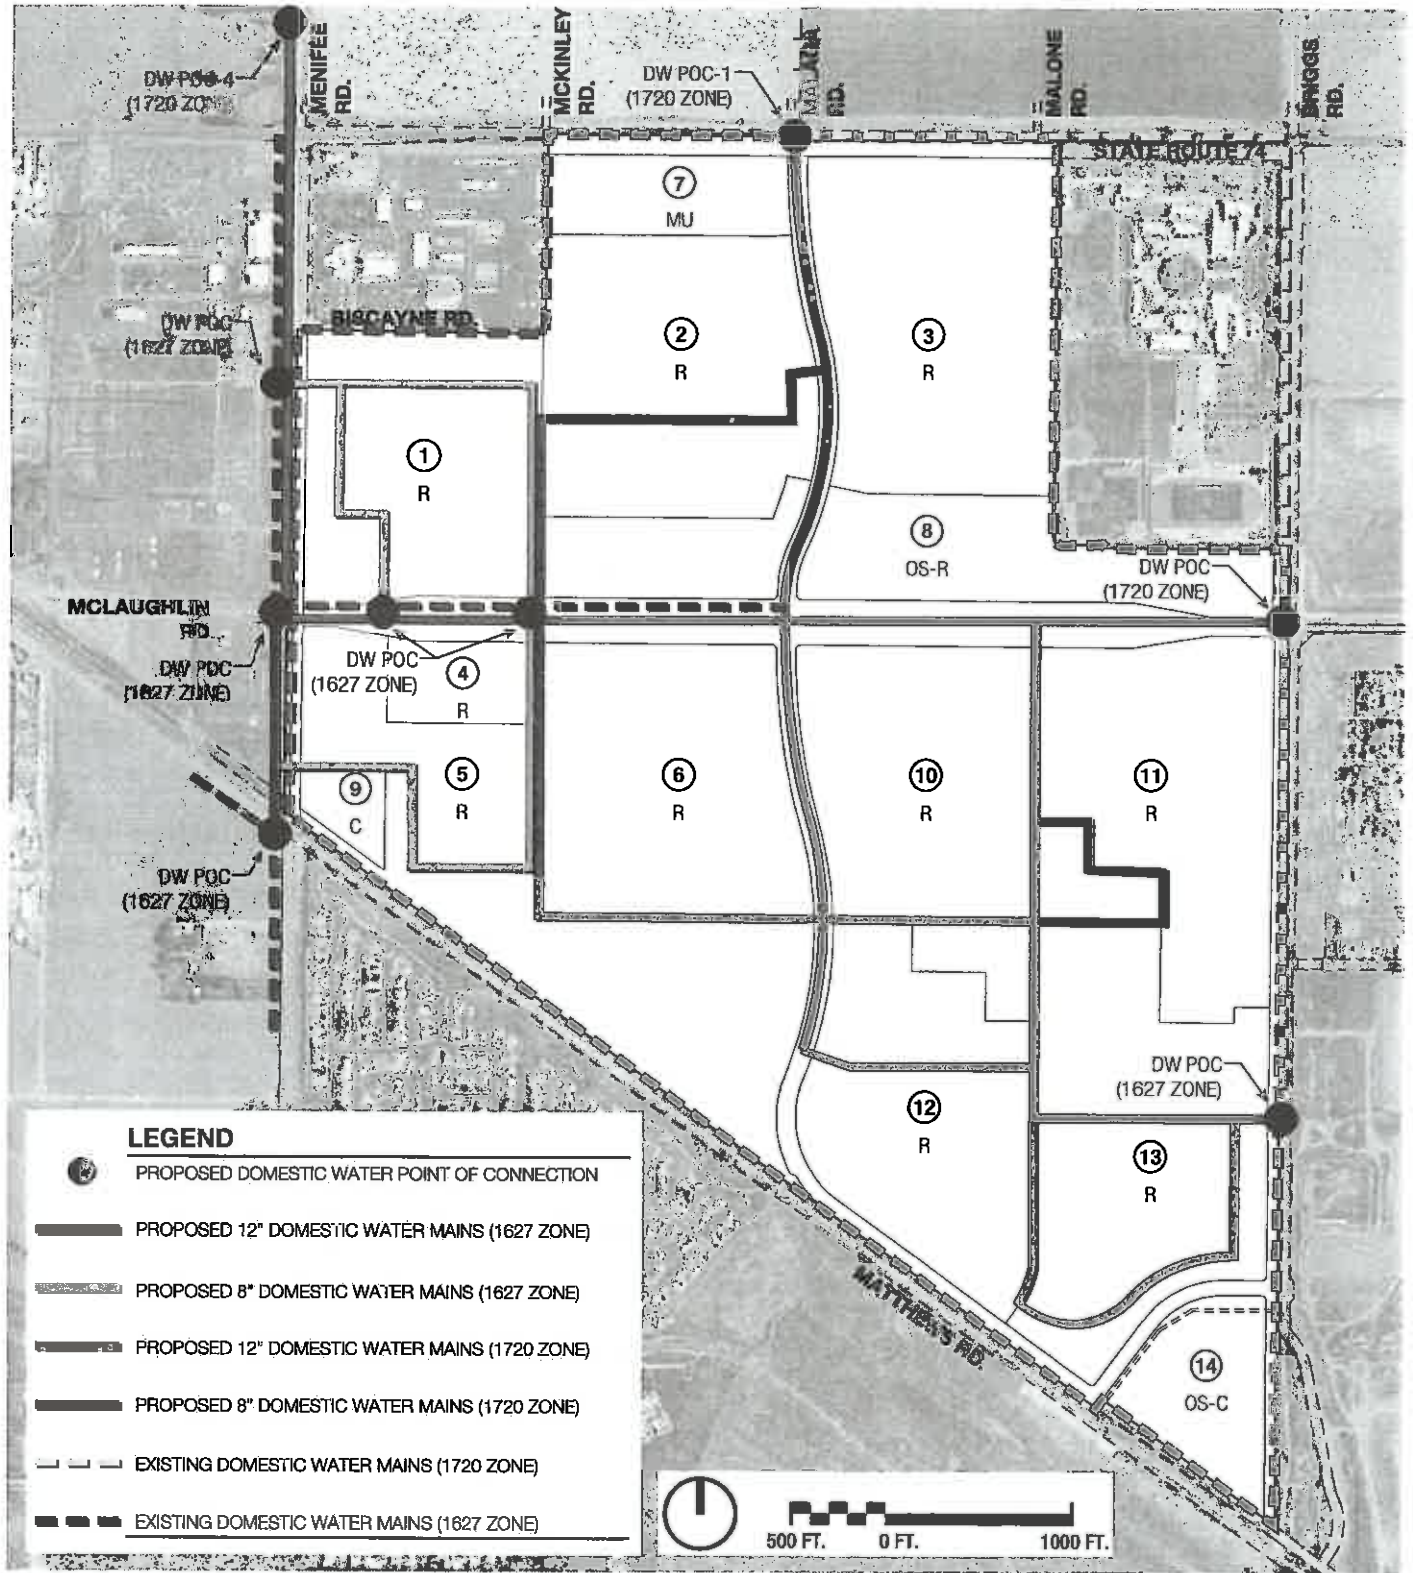 MENIFEE
RD.
MCKINLEY
RD.
MALAGA
RD.
MALONE
RD.
BRIGGS
RD.
DW POC-4
(1720 ZONE)
DW POC-1
(1720 ZONE)
STATE ROUTE 74
7
MU
BISCAYNE RD.
DW POC
(1627 ZONE)
2
R
3
R
1
R
8
OS-R
DW POC
(1720 ZONE)
MCLAUGHLIN
RD.
DW POC
(1627 ZONE)
DW POC
(1627 ZONE)
4
R
5
R
6
R
10
R
11
R
9
C
DW POC
(1627 ZONE)
DW POC
(1627 ZONE)
12
R
13
R
MATTHEWS RD.
14
OS-C
LEGEND
PROPOSED DOMESTIC WATER POINT OF CONNECTION
PROPOSED 12" DOMESTIC WATER MAINS (1627 ZONE)
PROPOSED 8" DOMESTIC WATER MAINS (1627 ZONE)
PROPOSED 12" DOMESTIC WATER MAINS (1720 ZONE)
PROPOSED 8" DOMESTIC WATER MAINS (1720 ZONE)
EXISTING DOMESTIC WATER MAINS (1720 ZONE)
EXISTING DOMESTIC WATER MAINS (1627 ZONE)
500 FT. 0 FT. 1000 FT.